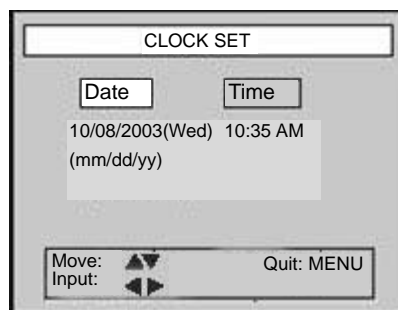 CLOCK SET
Date Time
10/08/2003(Wed) 10:35 AM
(mm/dd/yy)
Move: ▲▼ Quit: MENU
Input: ◀▶